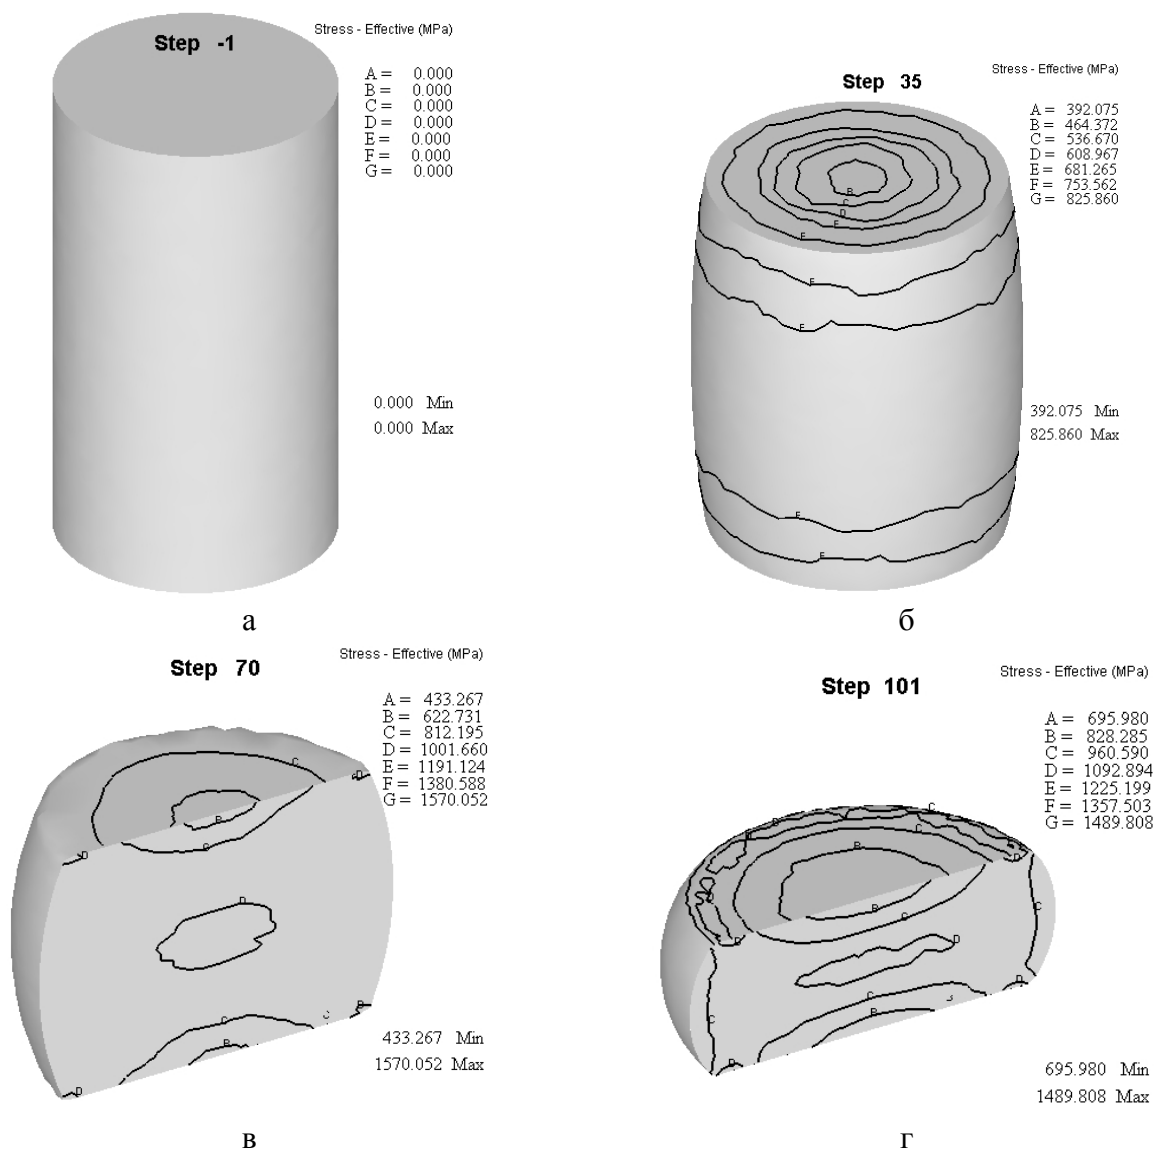 Step -1
Stress - Effective (MPa)
A = 0.000
B = 0.000
C = 0.000
D = 0.000
E = 0.000
F = 0.000
G = 0.000
0.000 Min
0.000 Max
а
Step 35
Stress - Effective (MPa)
A = 392.075
B = 464.372
C = 536.670
D = 608.967
E = 681.265
F = 753.562
G = 825.860
B
C
D
E
F
F
E
E
E
392.075 Min
825.860 Max
б
Step 70
Stress - Effective (MPa)
A = 433.267
B = 622.731
C = 812.195
D = 1001.660
E = 1191.124
F = 1380.588
G = 1570.052
C
D
B
C
D
D
D
C
C
B
D
433.267 Min
1570.052 Max
в
Step 101
Stress - Effective (MPa)
A = 695.980
B = 828.285
C = 960.590
D = 1092.894
E = 1225.199
F = 1357.503
G = 1489.808
C
D
C
B
D
B
C
C
D
D
D
C
B
B
C
D
695.980 Min
1489.808 Max
г